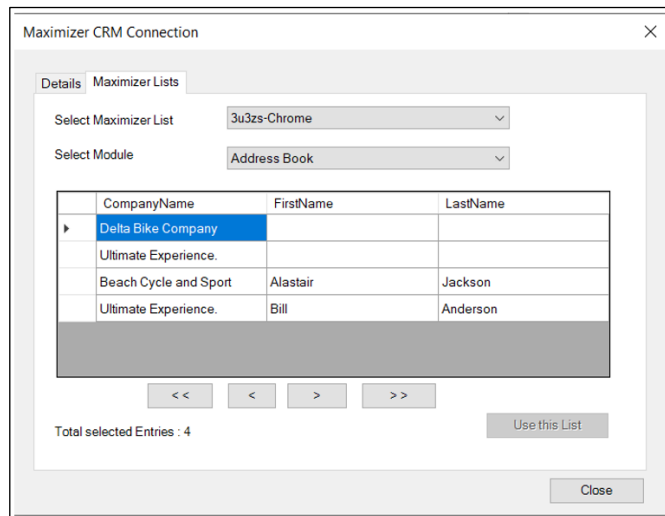 Maximizer CRM Connection
Details Maximizer Lists
Select Maximizer List 3u3zs-Chrome
Select Module Address Book
CompanyName FirstName LastName
Delta Bike Company
Ultimate Experience.
Beach Cycle and Sport Alastair Jackson
Ultimate Experience. Bill Anderson
<< < > >>
Total selected Entries : 4 Use this List
Close